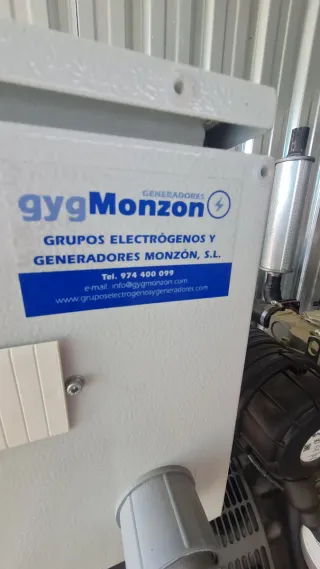 GENERADORES
gygMonzon
GRUPOS ELECTRÓGENOS Y
GENERADORES MONZÓN, S.L.
Tel. 974 400 099
e-mail info@gygmonzon.com
www.gruposelectrogenosygeneradores.com